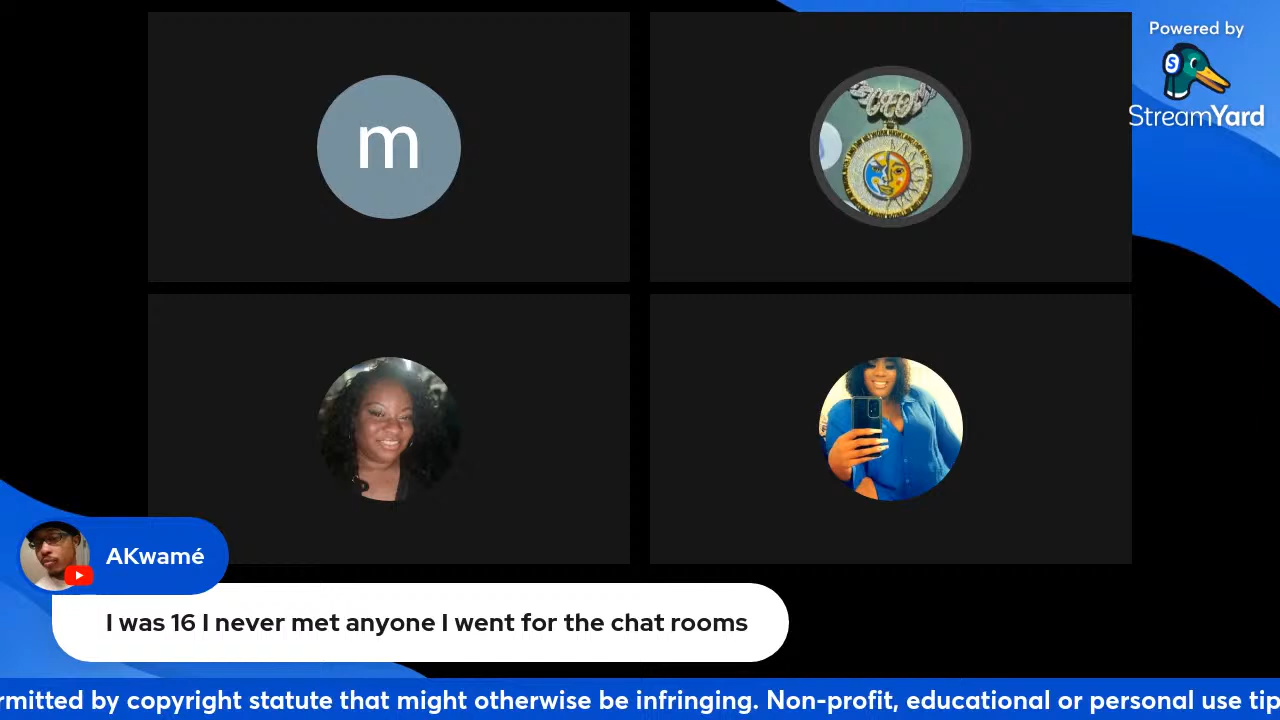 Powered by
StreamYard
m
CEO
AKwamé
I was 16 I never met anyone I went for the chat rooms
rmitted by copyright statute that might otherwise be infringing. Non-profit, educational or personal use tip